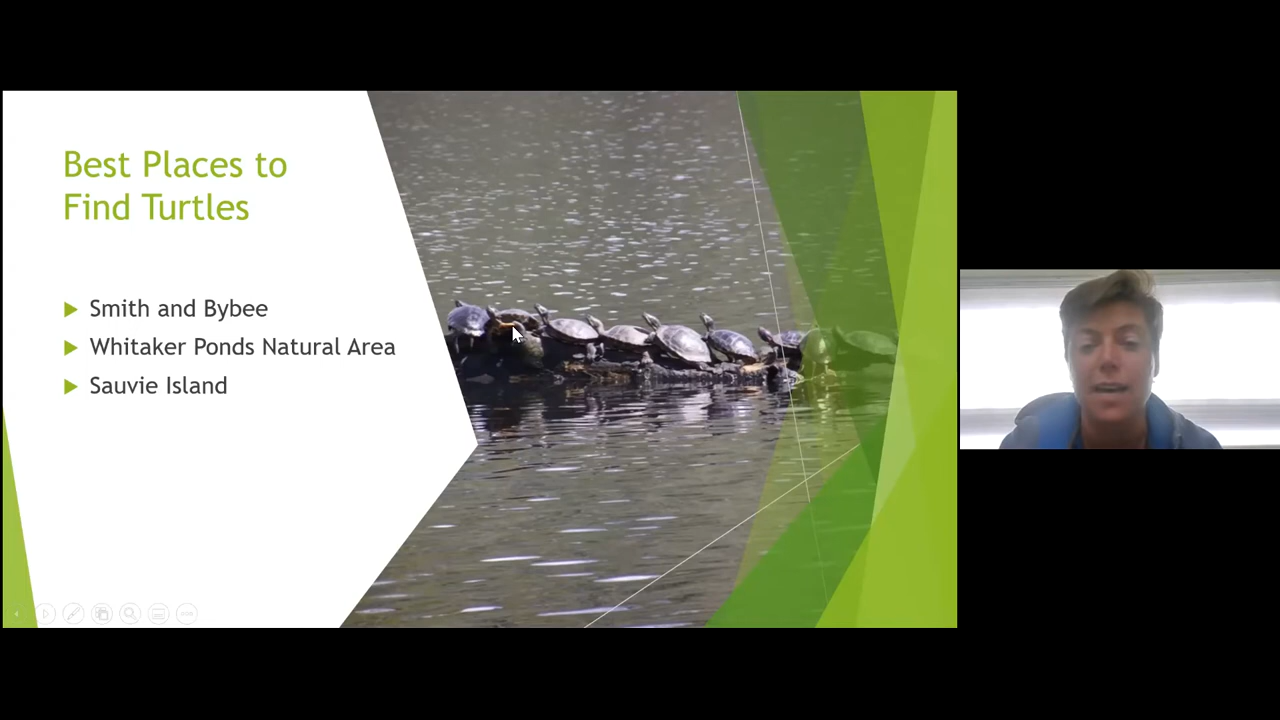 Best Places to
Find Turtles
Smith and Bybee
Whitaker Ponds Natural Area
Sauvie Island